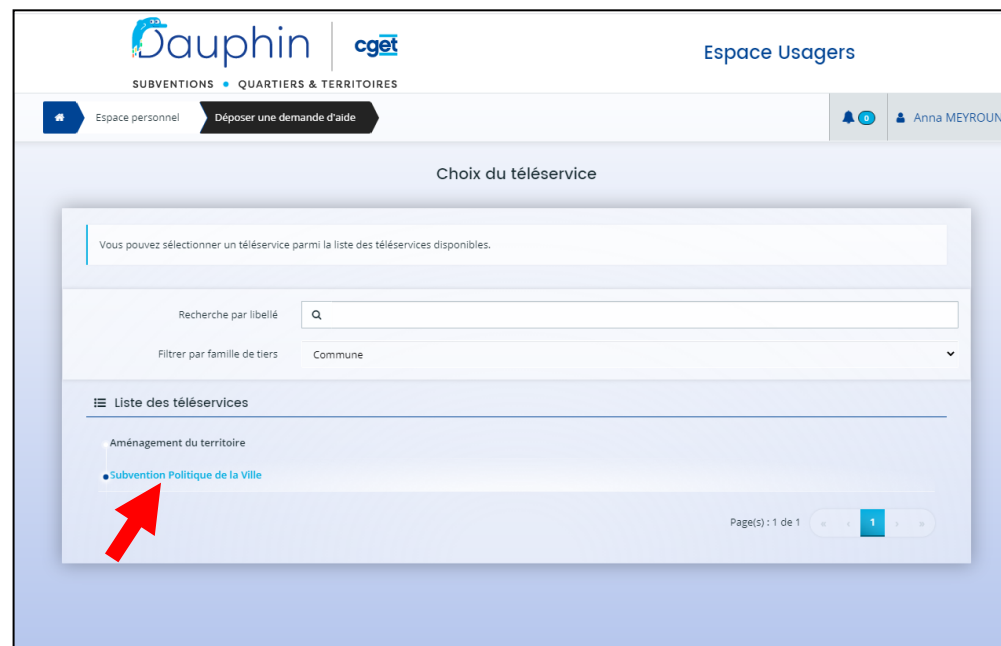 Dauphin cget
SUBVENTIONS • QUARTIERS & TERRITOIRES
Espace Usagers
Espace personnel Déposer une demande d'aide 0 Anna MEYROUN
Choix du téléservice
Vous pouvez sélectionner un téléservice parmi la liste des téléservices disponibles.
Recherche par libellé
Filtrer par famille de tiers Commune
Liste des téléservices
Aménagement du territoire
Subvention Politique de la Ville
Page(s) : 1 de 1 « ‹ 1 › »